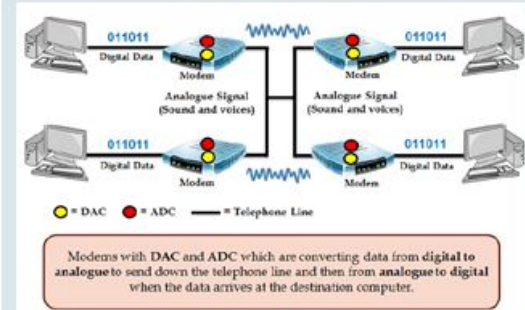 011011
011011
Digital Data
Modem
Modem
Digital Data
Analogue Signal
(Sound and voices)
Analogue Signal
(Sound and voices)
011011
011011
Digital Data
Modem
Modem
Digital Data
= DAC
= ADC
= Telephone Line
Modems with DAC and ADC which are converting data from digital to
analogue to send down the telephone line and then from analogue to digital
when the data arrives at the destination computer.